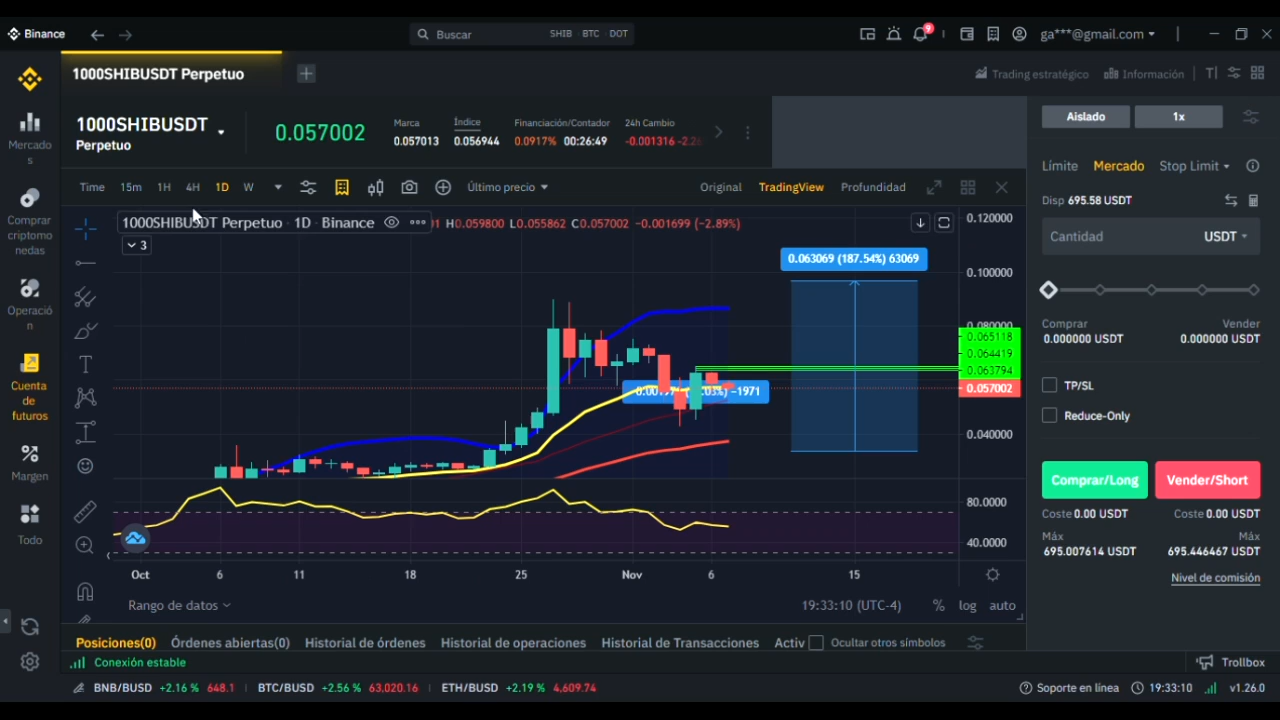 Binance
Buscar SHIB BTC DOT
9
ga***@gmail.com
1000SHIBUSDT Perpetuo
Trading estratégico
Información
1000SHIBUSDT
Perpetuo
0.057002
Marca
0.057013
Índice
0.056944
Financiación/Contador
0.0917% 00:26:49
24h Cambio
-0.001316
Time 15m 1H 4H 1D W
Último precio
Original TradingView Profundidad
1000SHIBUSDT Perpetuo · 1D · Binance
H0.059800 L0.055862 C0.057002 -0.001699 (-2.89%)
3
0.063069 (187.54%) 63069
-1971
0.120000
0.100000
0.080000
0.065118
0.064419
0.063794
0.057002
0.040000
80.0000
40.0000
Oct 6 11 18 25 Nov 6 15
Rango de datos
19:33:10 (UTC-4) % log auto
Posiciones(0) Órdenes abiertas(0) Historial de órdenes Historial de operaciones Historial de Transacciones Activ Ocultar otros símbolos
Conexión estable
Trollbox
BNB/BUSD +2.16 % 648.1 BTC/BUSD +2.56 % 63,020.16 ETH/BUSD +2.19 % 4,609.74
Soporte en línea 19:33:10 v1.26.0
Mercado
s
Comprar
criptomo
nedas
Operació
n
Cuenta
de
futuros
Margen
Todo
Aislado 1x
Límite Mercado Stop Limit
Disp 695.58 USDT
Cantidad USDT
Comprar Vender
0.000000 USDT 0.000000 USDT
TP/SL
Reduce-Only
Comprar/Long Vender/Short
Coste 0.00 USDT Coste 0.00 USDT
Máx Máx
695.007614 USDT 695.446467 USDT
Nivel de comisión